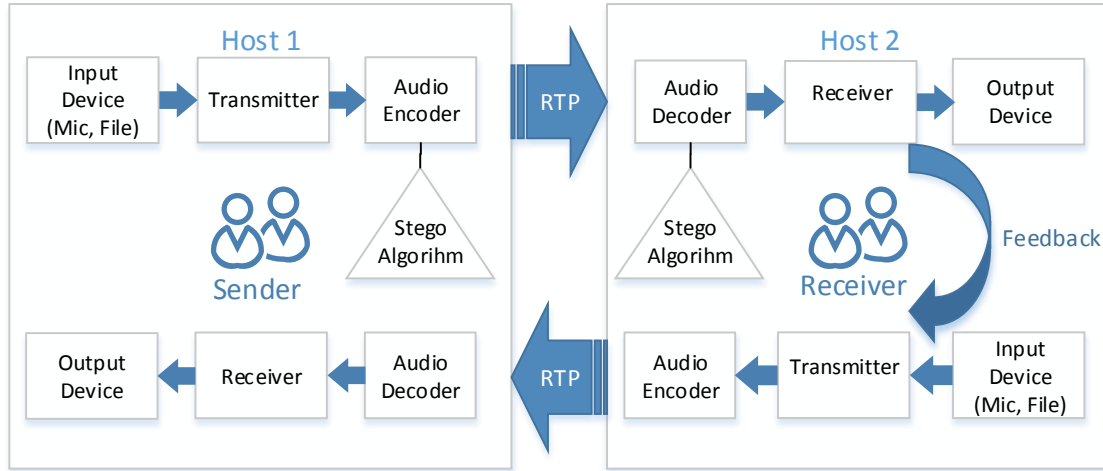 Host 1
Input
Device
(Mic, File)
Transmitter
Audio
Encoder
Stego
Algorihm
Sender
Output
Device
Receiver
Audio
Decoder
RTP
RTP
Host 2
Audio
Decoder
Receiver
Output
Device
Stego
Algorihm
Receiver
Feedback
Audio
Encoder
Transmitter
Input
Device
(Mic, File)